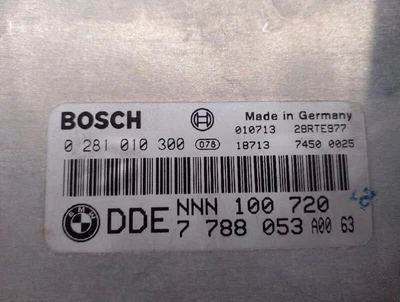 BOSCH
Made in Germany
010713 28RTE977
0 281 010 300 078 18713 7450 0025
BMW
DDE NNN 100 720
7 788 053 A00 63